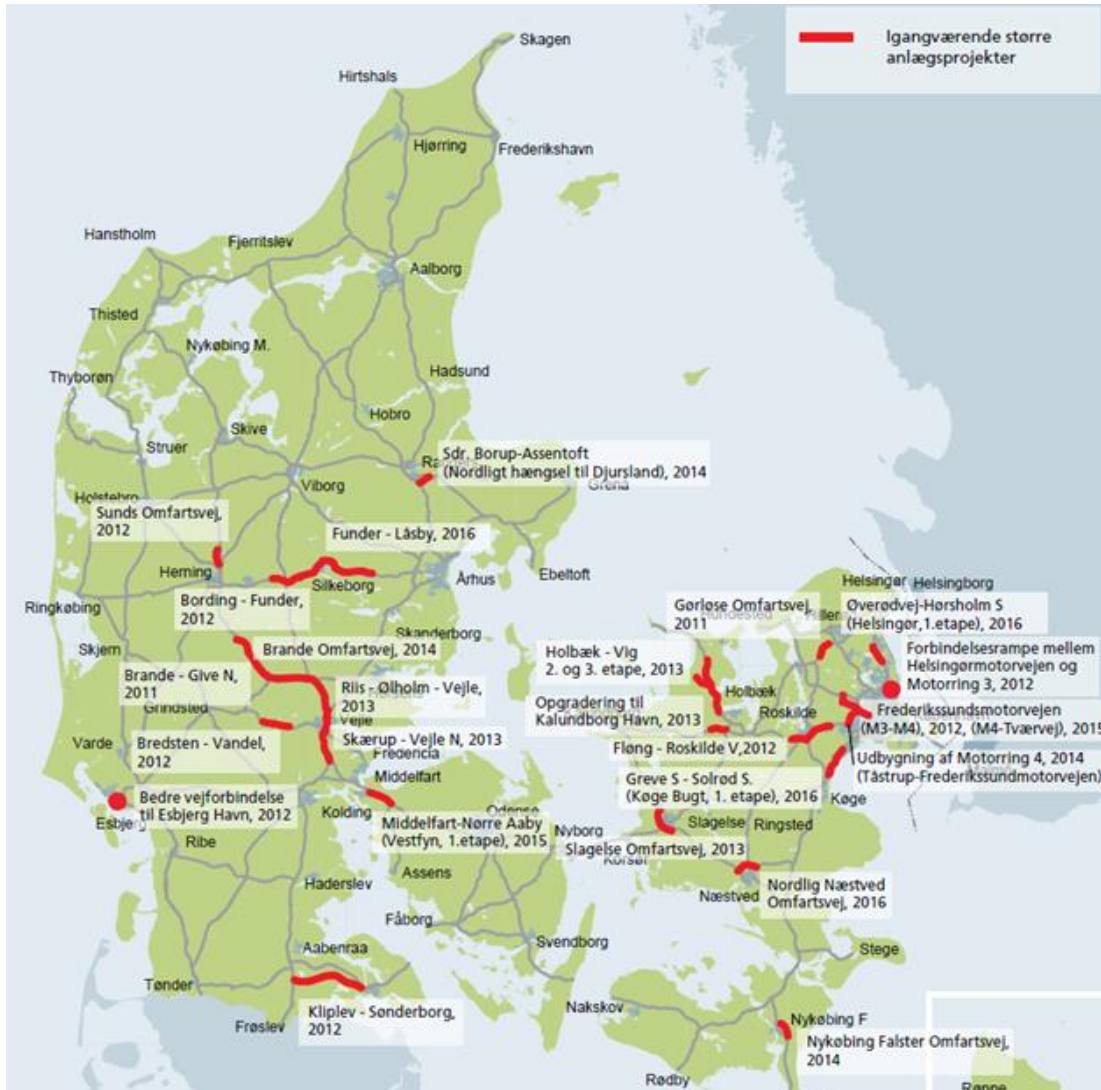 Igangværende større
anlægsprojekter
Skagen
Hirtshals
Hjørring
Frederikshavn
Hanstholm
Fjerritslev
Aalborg
Thisted
Nykøbing M.
Hadsund
Thyborøn
Hobro
Skive
Struer
Sdr. Borup-Assentoft
(Nordligt hængsel til Djursland), 2014
Viborg
Grenå
Holstebro
Sunds Omfartsvej,
2012
Funder - Låsby, 2016
Herning
Silkeborg
Århus
Ebeltoft
Helsingør
Helsingborg
Ringkøbing
Bording - Funder,
2012
Gørløse Omfartsvej,
2011
Øverødvej-Hørsholm S
(Helsingør,1.etape), 2016
Skanderborg
Skjern
Brande Omfartsvej, 2014
Holbæk - Vig
2. og 3. etape, 2013
Forbindelsesrampe mellem
Helsingørmotorvejen og
Motorring 3, 2012
Brande - Give N,
2011
Riis - Ølholm - Vejle,
2013
Holbæk
Grindsted
Vejle
Opgradering til
Kalundborg Havn, 2013
Roskilde
Frederikssundsmotorvejen
(M3-M4), 2012, (M4-Tværvej), 2015
Skærup - Vejle N, 2013
Fløng - Roskilde V,2012
Varde
Bredsten - Vandel,
2012
Fredericia
Middelfart
Udbygning af Motorring 4, 2014
(Tåstrup-Frederikssundmotorvejen)
Greve S - Solrød S.
(Køge Bugt, 1. etape), 2016
Køge
Bedre vejforbindelse
til Esbjerg Havn, 2012
Esbjerg
Kolding
Odense
Middelfart-Nørre Aaby
(Vestfyn, 1.etape), 2015
Nyborg
Slagelse
Ringsted
Ribe
Slagelse Omfartsvej, 2013
Korsør
Assens
Haderslev
Næstved
Nordlig Næstved
Omfartsvej, 2016
Fåborg
Svendborg
Aabenraa
Stege
Tønder
Kliplev - Sønderborg,
2012
Nakskov
Frøslev
Nykøbing F
Nykøbing Falster Omfartsvej,
2014
Rødby
Rønne